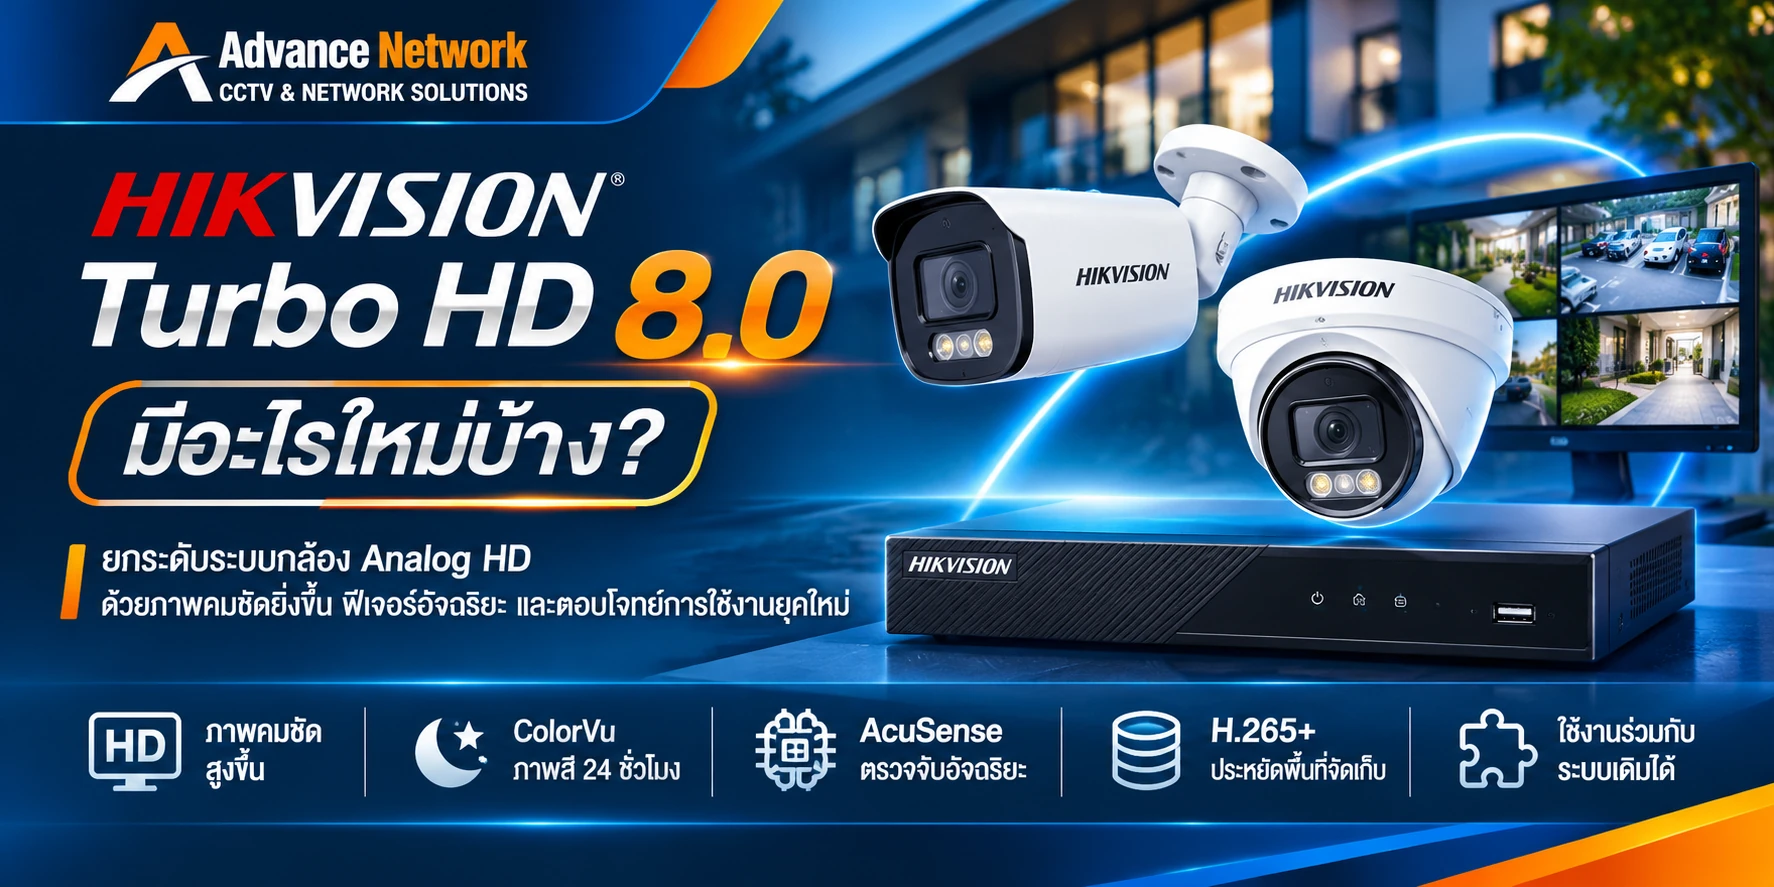 Advance Network
CCTV & NETWORK SOLUTIONS
HIKVISION®
Turbo HD 8.0
มีอะไรใหม่บ้าง?
ยกระดับระบบกล้อง Analog HD
ด้วยภาพคมชัดยิ่งขึ้น ฟีเจอร์อัจฉริยะ และตอบโจทย์การใช้งานยุคใหม่
HIKVISION
HIKVISION
HIKVISION
HD
ภาพคมชัด
สูงขึ้น
ColorVu
ภาพสี 24 ชั่วโมง
AcuSense
ตรวจจับอัจฉริยะ
H.265+
ประหยัดพื้นที่จัดเก็บ
ใช้งานร่วมกับ
ระบบเดิมได้